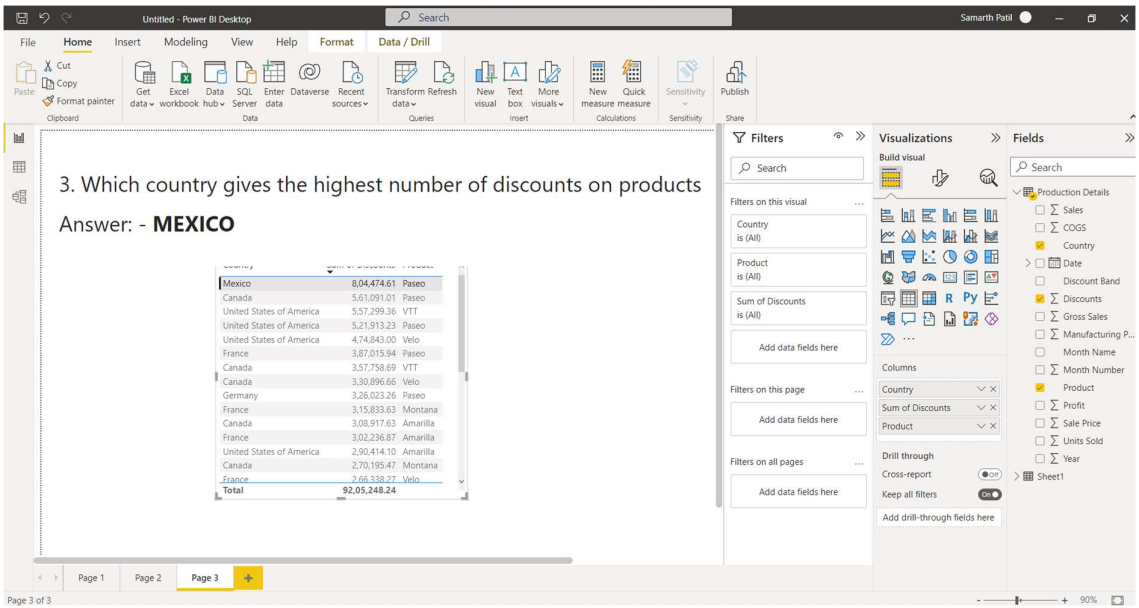 Untitled - Power BI Desktop
Search
Samarth Patil
File Home Insert Modeling View Help Format Data / Drill
Paste
Cut
Copy
Format painter
Get data
Excel workbook
Data hub
SQL Server
Enter data
Dataverse
Recent sources
Transform data
Refresh
New visual
Text box
More visuals
New measure
Quick measure
Sensitivity
Publish
Clipboard
Data
Queries
Insert
Calculations
Sensitivity
Share
3. Which country gives the highest number of discounts on products
Answer: - MEXICO
Mexico 8,04,474.61 Paseo
Canada 5,61,091.01 Paseo
United States of America 5,57,299.36 VTT
United States of America 5,21,913.23 Paseo
United States of America 4,74,843.00 Velo
France 3,87,015.94 Paseo
Canada 3,57,758.69 VTT
Canada 3,30,896.66 Velo
Germany 3,26,023.26 Paseo
France 3,15,833.63 Montana
Canada 3,08,917.63 Amarilla
France 3,02,236.87 Amarilla
United States of America 2,90,414.10 Amarilla
Canada 2,70,195.47 Montana
France 2,66,338.27 Velo
Total 92,05,248.24
Filters
Search
Filters on this visual ...
Country
is (All)
Product
is (All)
Sum of Discounts
is (All)
Add data fields here
Filters on this page ...
Add data fields here
Filters on all pages ...
Add data fields here
Visualizations
Build visual
123
R Py
...
Columns
Country
Sum of Discounts
Product
Drill through
Cross-report Off
Keep all filters On
Add drill-through fields here
Fields
Search
Production Details
Sales
COGS
Country
Date
Discount Band
Discounts
Gross Sales
Manufacturing P...
Month Name
Month Number
Product
Profit
Sale Price
Units Sold
Year
Sheet1
Page 1 Page 2 Page 3 +
Page 3 of 3
- + 90%